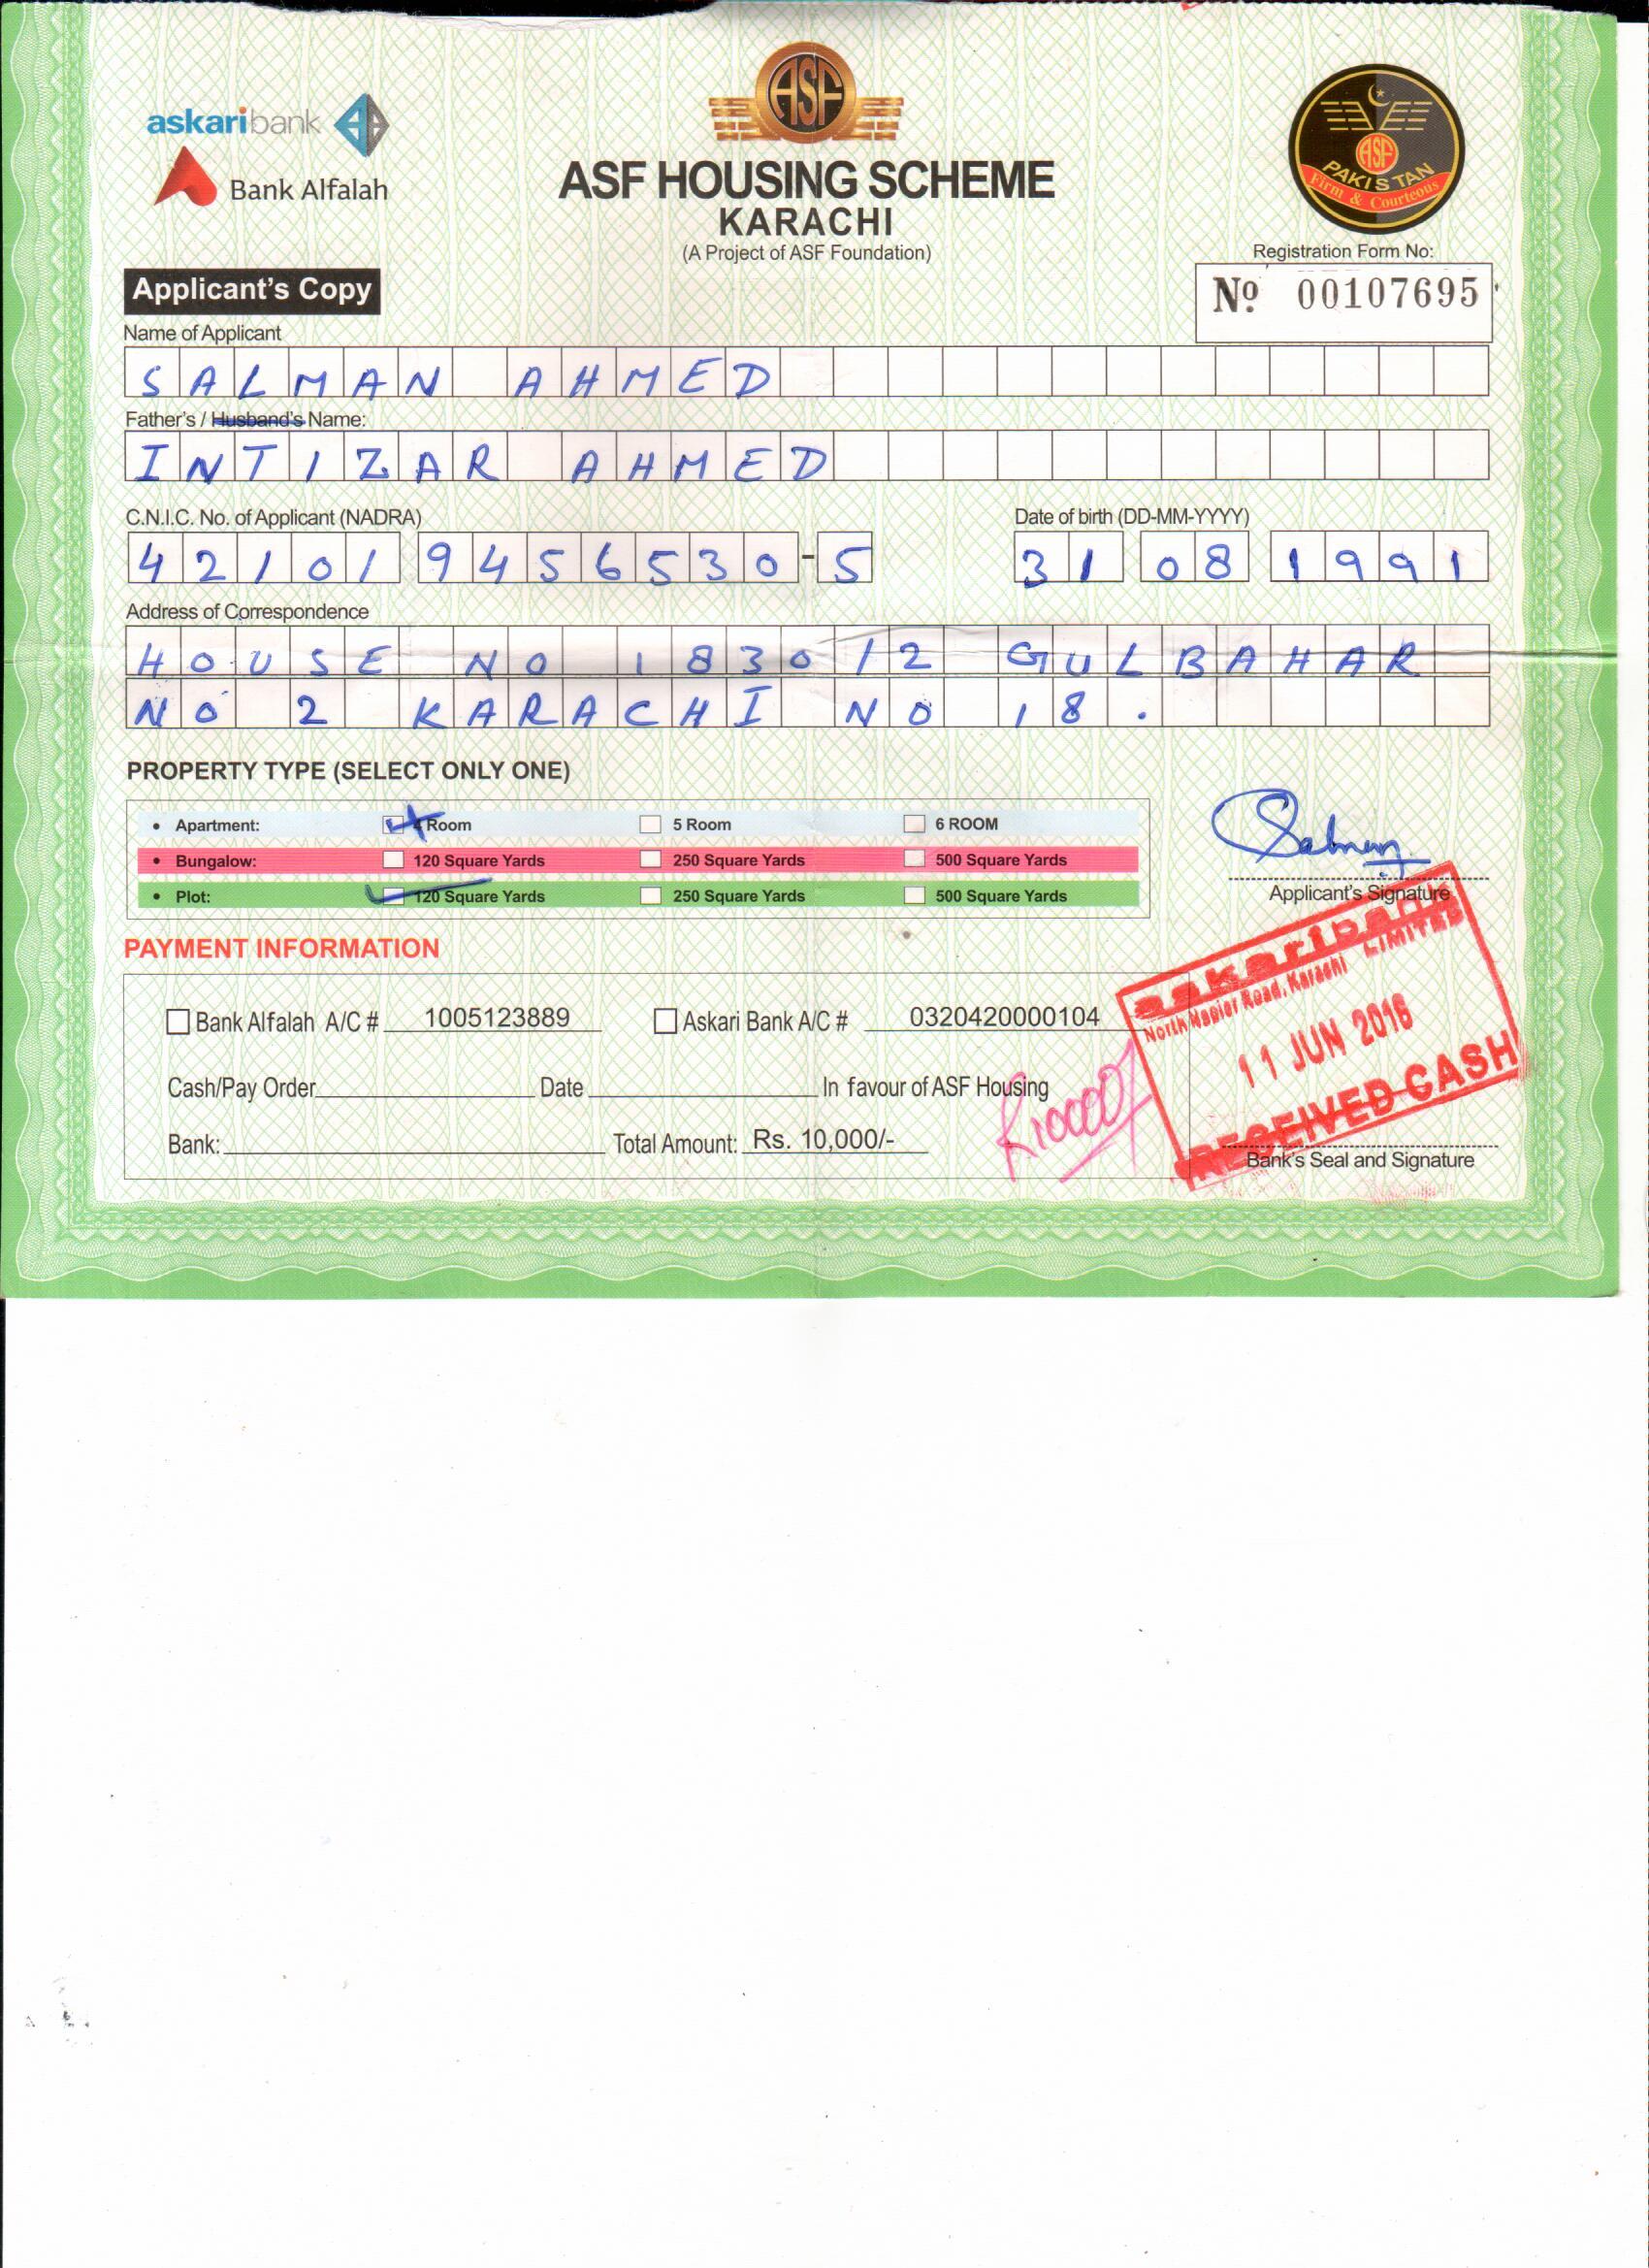 askaribank
Bank Alfalah
ASF
ASF HOUSING SCHEME
KARACHI
(A Project of ASF Foundation)
ASF
PAKISTAN
Firm & Courteous
Registration Form No:
Nº 00107695
Applicant's Copy
Name of Applicant
SALMAN AHMED
Father's / Husband's Name:
INTIZAR AHMED
C.N.I.C. No. of Applicant (NADRA)
42101 9456530-5
Date of birth (DD-MM-YYYY)
31 08 1991
Address of Correspondence
HOUSE NO 1830/2 GULBAHAR
NO 2 KARACHI NO 18.
PROPERTY TYPE (SELECT ONLY ONE)
• Apartment: 4 Room 5 Room 6 ROOM
• Bungalow: 120 Square Yards 250 Square Yards 500 Square Yards
• Plot: 120 Square Yards 250 Square Yards 500 Square Yards
Salman
Applicant's Signature
PAYMENT INFORMATION
Bank Alfalah A/C # 1005123889 Askari Bank A/C # 0320420000104
Cash/Pay Order Date In favour of ASF Housing
Bank: Total Amount: Rs. 10,000/-
R10000/
askaribank
LIMITED
North Napier Road, Karachi
11 JUN 2016
RECEIVED CASH
Bank's Seal and Signature